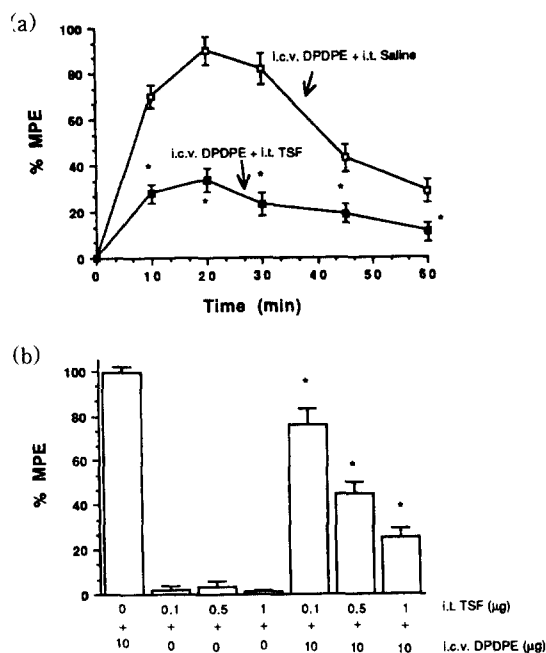 (a)
100
80
60
40
20
0
% MPE
i.c.v. DPDPE + i.t. Saline
i.c.v. DPDPE + i.t. TSF
* * * * *
0 10 20 30 45 60
Time (min)
(b)
100
80
60
40
20
0
% MPE
* * *
0 0.1 0.5 1 0.1 0.5 1 i.t. TSF (µg)
+ + + + + + +
10 0 0 0 10 10 10 i.c.v. DPDPE (µg)